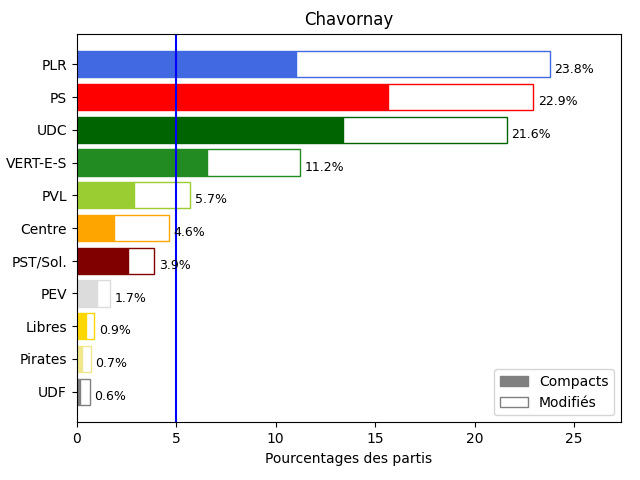 Chavornay
PLR 23.8%
PS 22.9%
UDC 21.6%
VERT-E-S 11.2%
PVL 5.7%
Centre 4.6%
PST/Sol. 3.9%
PEV 1.7%
Libres 0.9%
Pirates 0.7%
UDF 0.6%
Compacts
Modifiés
0 5 10 15 20 25
Pourcentages des partis